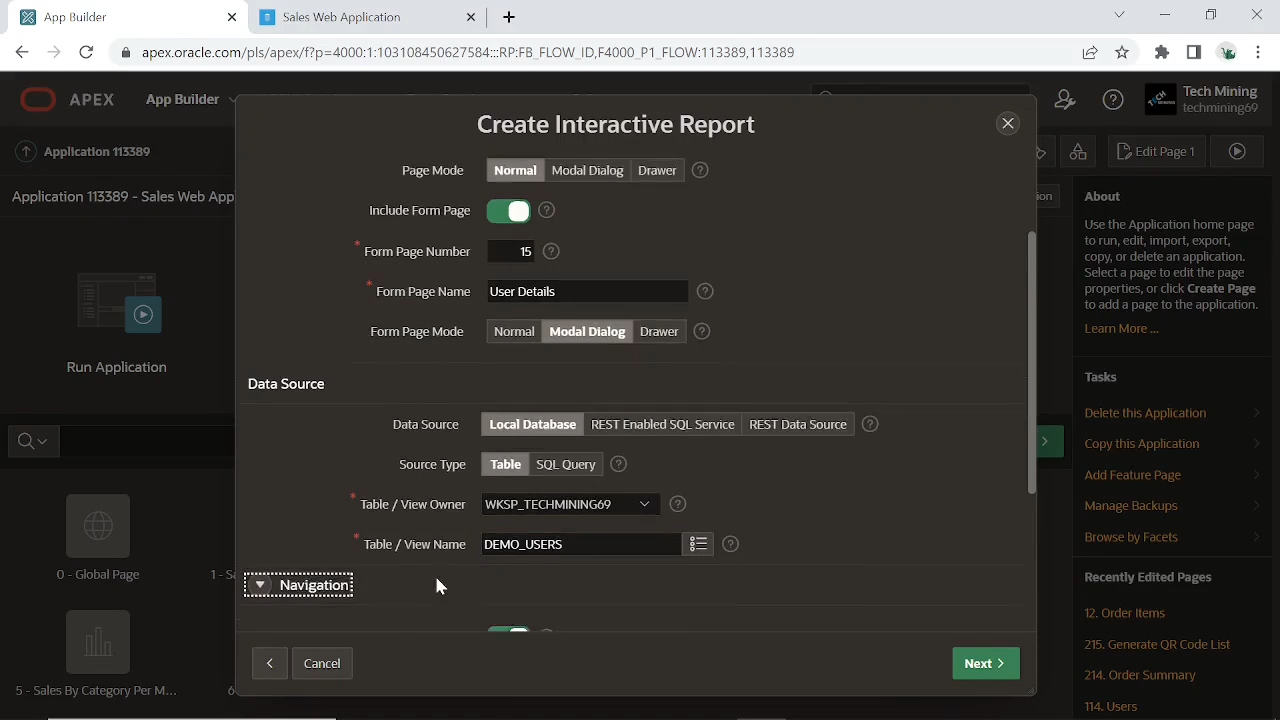 App Builder
Sales Web Application
apex.oracle.com/pls/apex/f?p=4000:1:103108450627584:::RP:FB_FLOW_ID,F4000_P1_FLOW:113389,113389
APEX
App Builder
Tech Mining
techmining69
Application 113389
Edit Page 1
Application 113389 - Sales Web App
ion
Create Interactive Report
Page Mode Normal Modal Dialog Drawer ?
Include Form Page ?
* Form Page Number 15 ?
* Form Page Name User Details ?
Form Page Mode Normal Modal Dialog Drawer ?
Data Source
Data Source Local Database REST Enabled SQL Service REST Data Source ?
Source Type Table SQL Query ?
* Table / View Owner WKSP_TECHMINING69 ?
* Table / View Name DEMO_USERS ?
Navigation
Cancel
Next
Run Application
0 - Global Page
1 - Sa
5 - Sales By Category Per M...
6
About
Use the Application home page
to run, edit, import, export,
copy, or delete an application.
Select a page to edit the page
properties, or click Create Page
to add a page to the application.
Learn More ...
Tasks
Delete this Application
Copy this Application
Add Feature Page
Manage Backups
Browse by Facets
Recently Edited Pages
12. Order Items
215. Generate QR Code List
214. Order Summary
114. Users